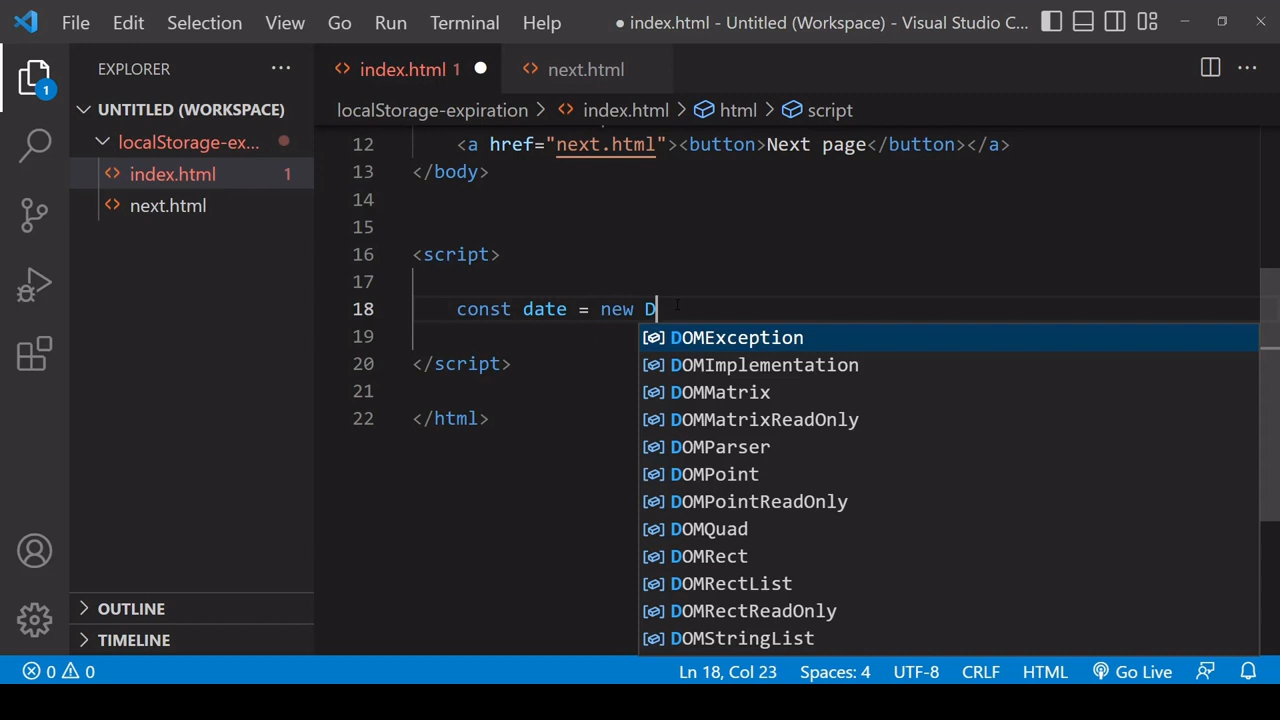 File Edit Selection View Go Run Terminal Help ● index.html - Untitled (Workspace) - Visual Studio C...
EXPLORER ...
index.html 1 ●
next.html
1
UNTITLED (WORKSPACE)
localStorage-ex...
index.html 1
next.html
OUTLINE
TIMELINE
localStorage-expiration > index.html > html > script
12 <a href="next.html"><button>Next page</button></a>
13 </body>
14
15
16 <script>
17
18 const date = new D
19
20 </script>
21
22 </html>
DOMException
DOMImplementation
DOMMatrix
DOMMatrixReadOnly
DOMParser
DOMPoint
DOMPointReadOnly
DOMQuad
DOMRect
DOMRectList
DOMRectReadOnly
DOMStringList
0 0 Ln 18, Col 23 Spaces: 4 UTF-8 CRLF HTML Go Live